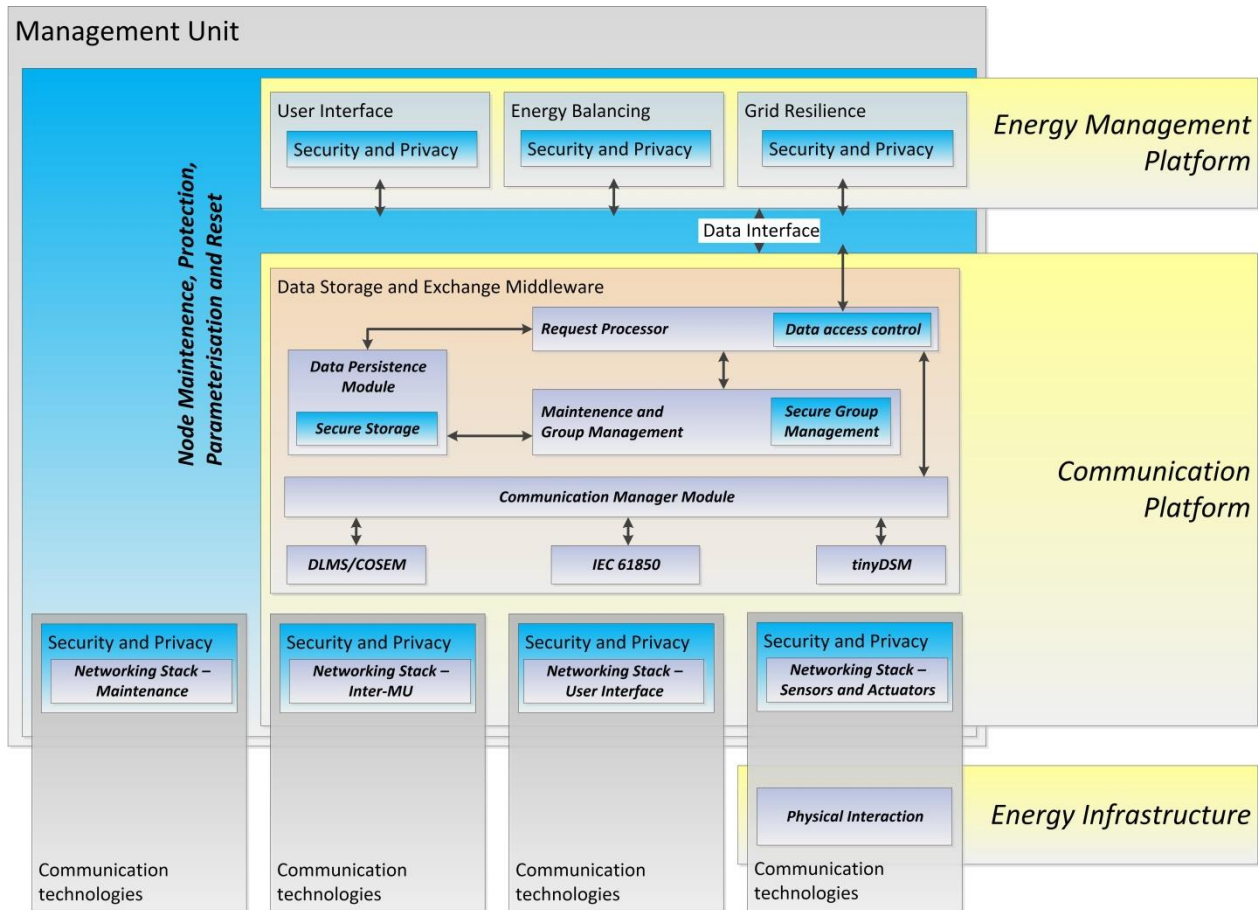 Management Unit
Node Maintenence, Protection,
Parameterisation and Reset
User Interface
Security and Privacy
Energy Balancing
Security and Privacy
Grid Resilience
Security and Privacy
Energy Management
Platform
Data Interface
Data Storage and Exchange Middleware
Request Processor
Data access control
Data Persistence
Module
Secure Storage
Maintenence and
Group Management
Secure Group
Management
Communication
Platform
Communication Manager Module
DLMS/COSEM
IEC 61850
tinyDSM
Security and Privacy
Networking Stack –
Maintenance
Communication
technologies
Security and Privacy
Networking Stack –
Inter-MU
Communication
technologies
Security and Privacy
Networking Stack –
User Interface
Communication
technologies
Security and Privacy
Networking Stack –
Sensors and Actuators
Physical Interaction
Communication
technologies
Energy Infrastructure